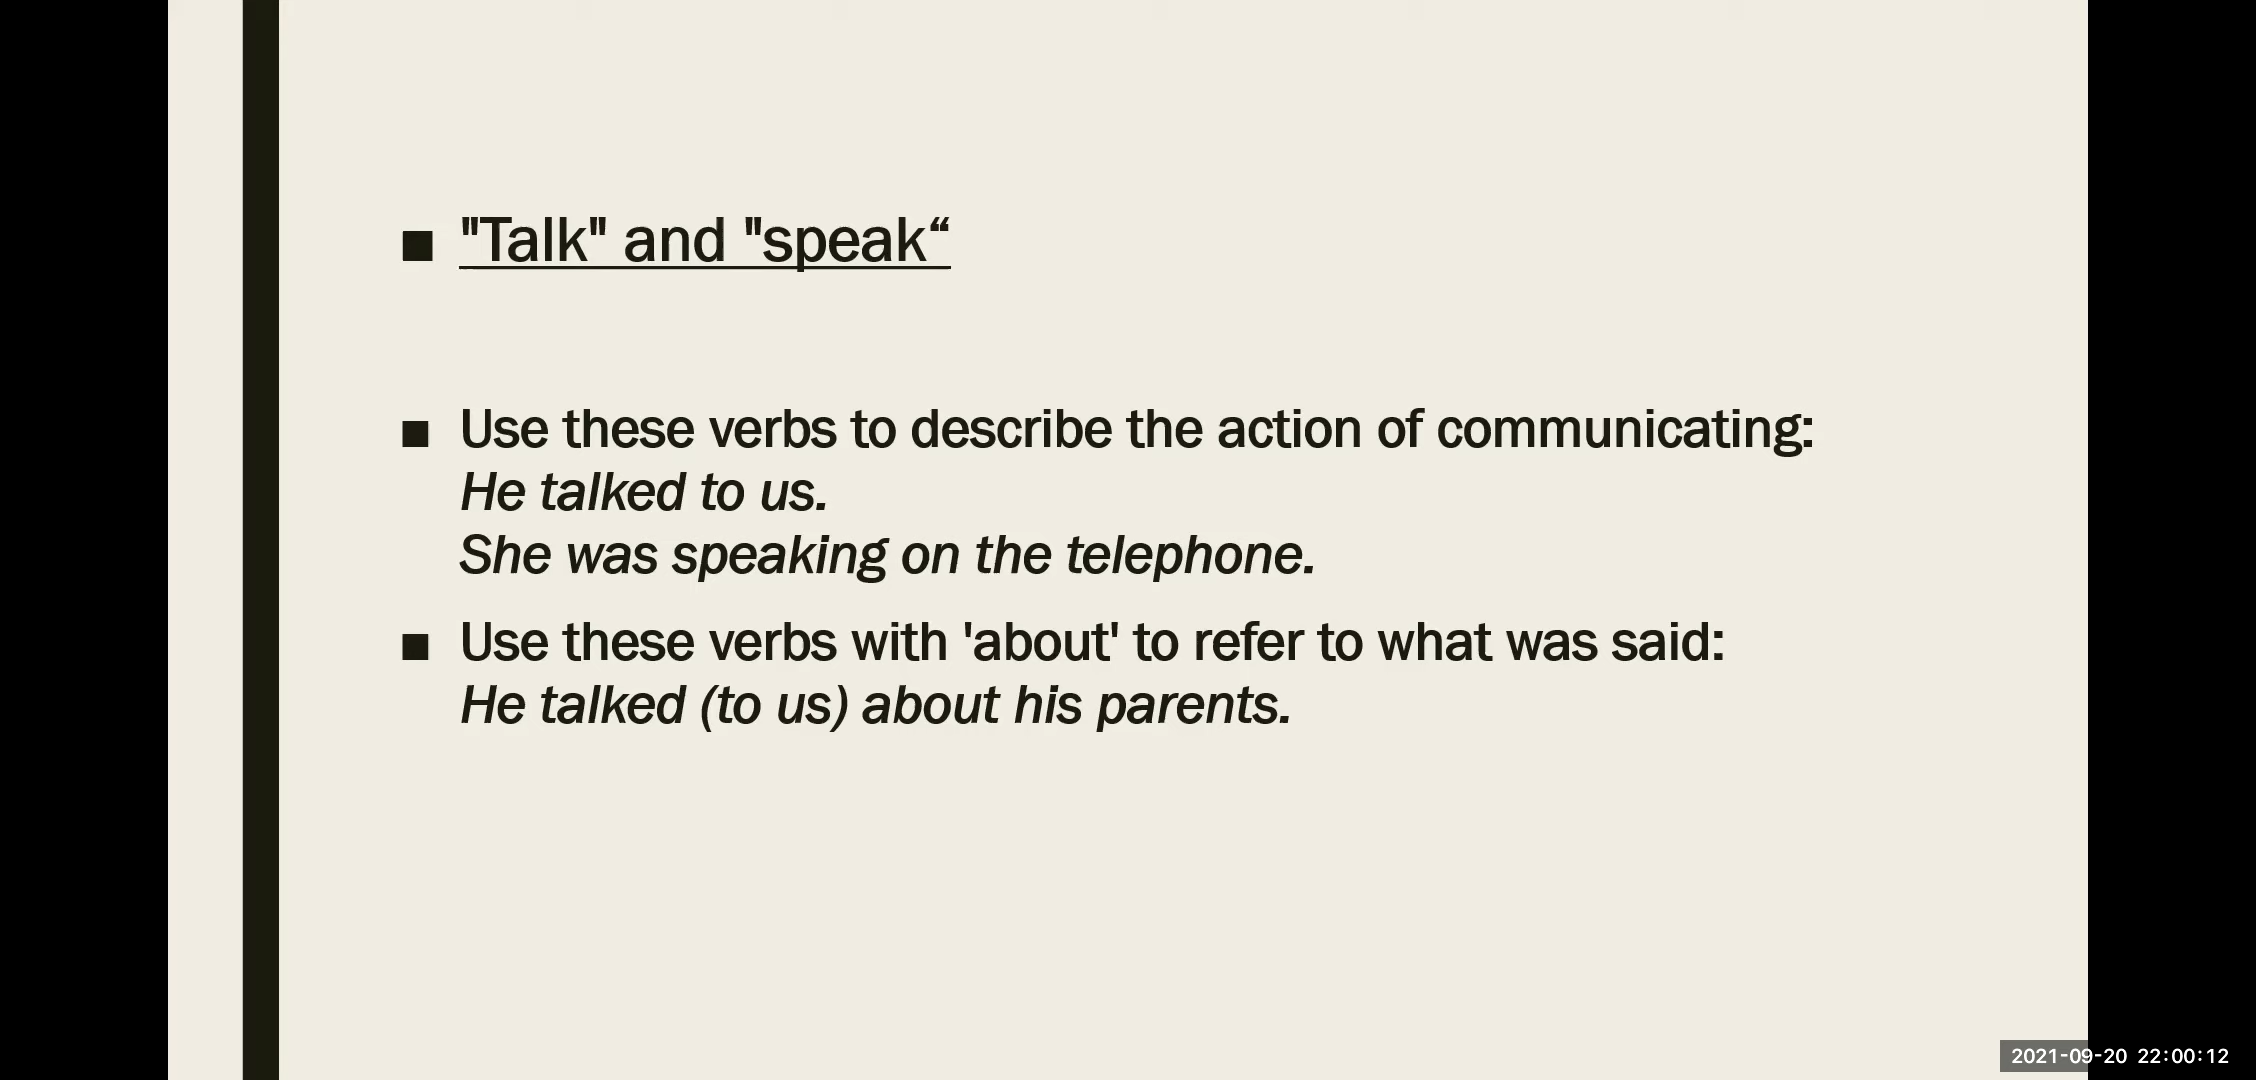 ■ "Talk" and "speak“
■ Use these verbs to describe the action of communicating:
He talked to us.
She was speaking on the telephone.
■ Use these verbs with 'about' to refer to what was said:
He talked (to us) about his parents.
2021-09-20 22:00:12